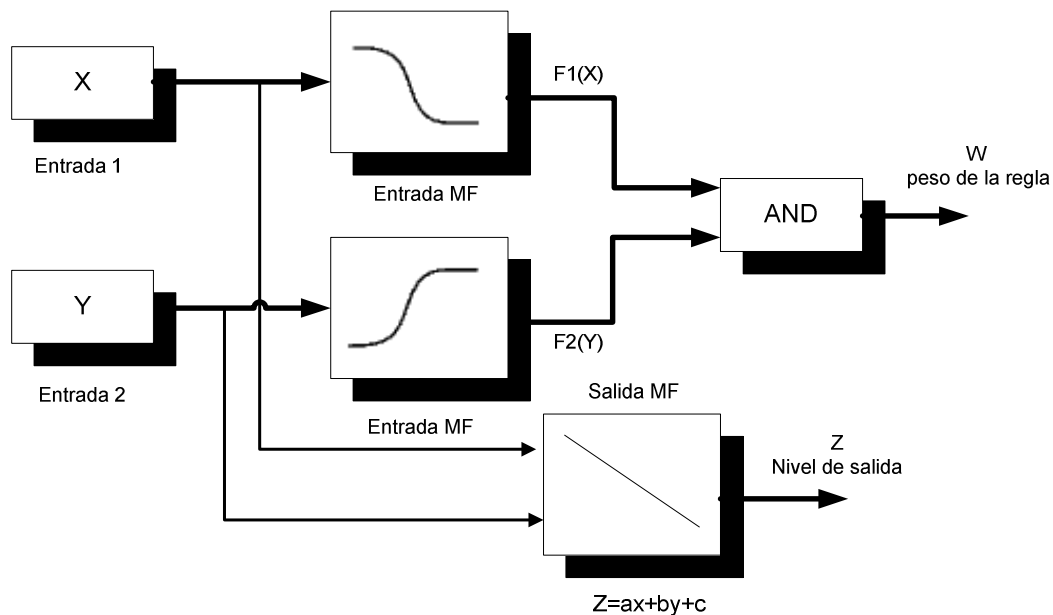 X
Entrada 1
Entrada MF
F1(X)
W
peso de la regla
AND
Y
Entrada 2
Entrada MF
F2(Y)
Salida MF
Z
Nivel de salida
Z=ax+by+c